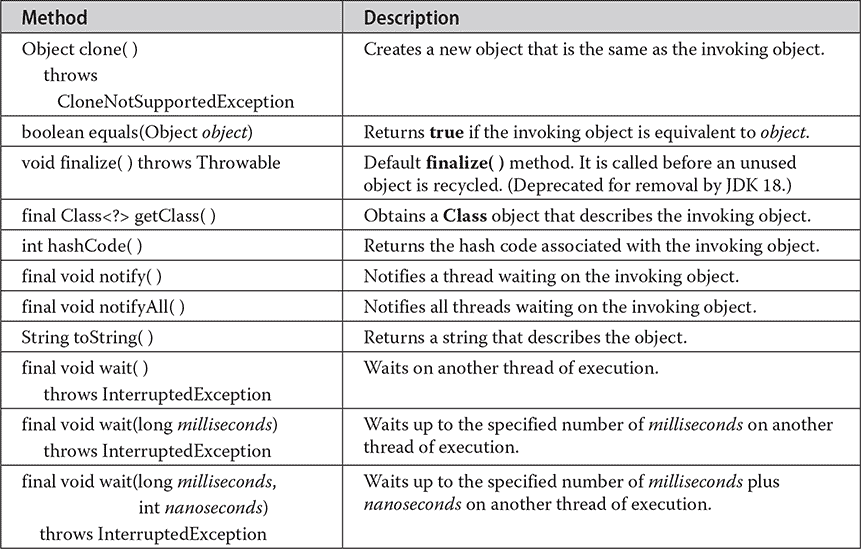 Method Description
Object clone( ) Creates a new object that is the same as the invoking object.
throws
CloneNotSupportedException
boolean equals(Object object) Returns true if the invoking object is equivalent to object.
void finalize( ) throws Throwable Default finalize( ) method. It is called before an unused
object is recycled. (Deprecated for removal by JDK 18.)
final Class<?> getClass( ) Obtains a Class object that describes the invoking object.
int hashCode( ) Returns the hash code associated with the invoking object.
final void notify( ) Notifies a thread waiting on the invoking object.
final void notifyAll( ) Notifies all threads waiting on the invoking object.
String toString( ) Returns a string that describes the object.
final void wait( ) Waits on another thread of execution.
throws InterruptedException
final void wait(long milliseconds) Waits up to the specified number of milliseconds on another
throws InterruptedException thread of execution.
final void wait(long milliseconds, Waits up to the specified number of milliseconds plus
int nanoseconds) nanoseconds on another thread of execution.
throws InterruptedException